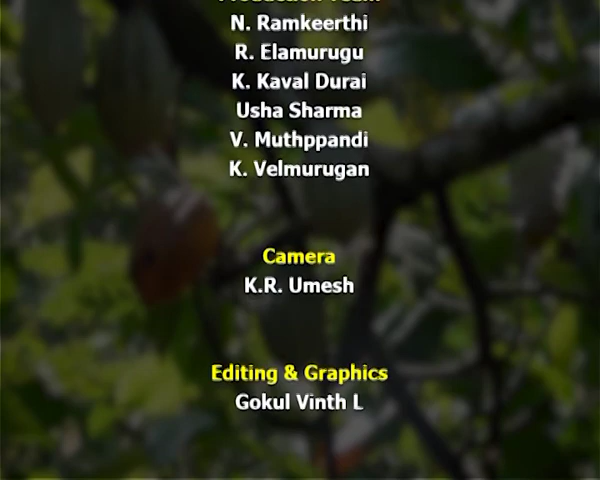 N. Ramkeerthi
R. Elamurugu
K. Kaval Durai
Usha Sharma
V. Muthppandi
K. Velmurugan
Camera
K.R. Umesh
Editing & Graphics
Gokul Vinth L